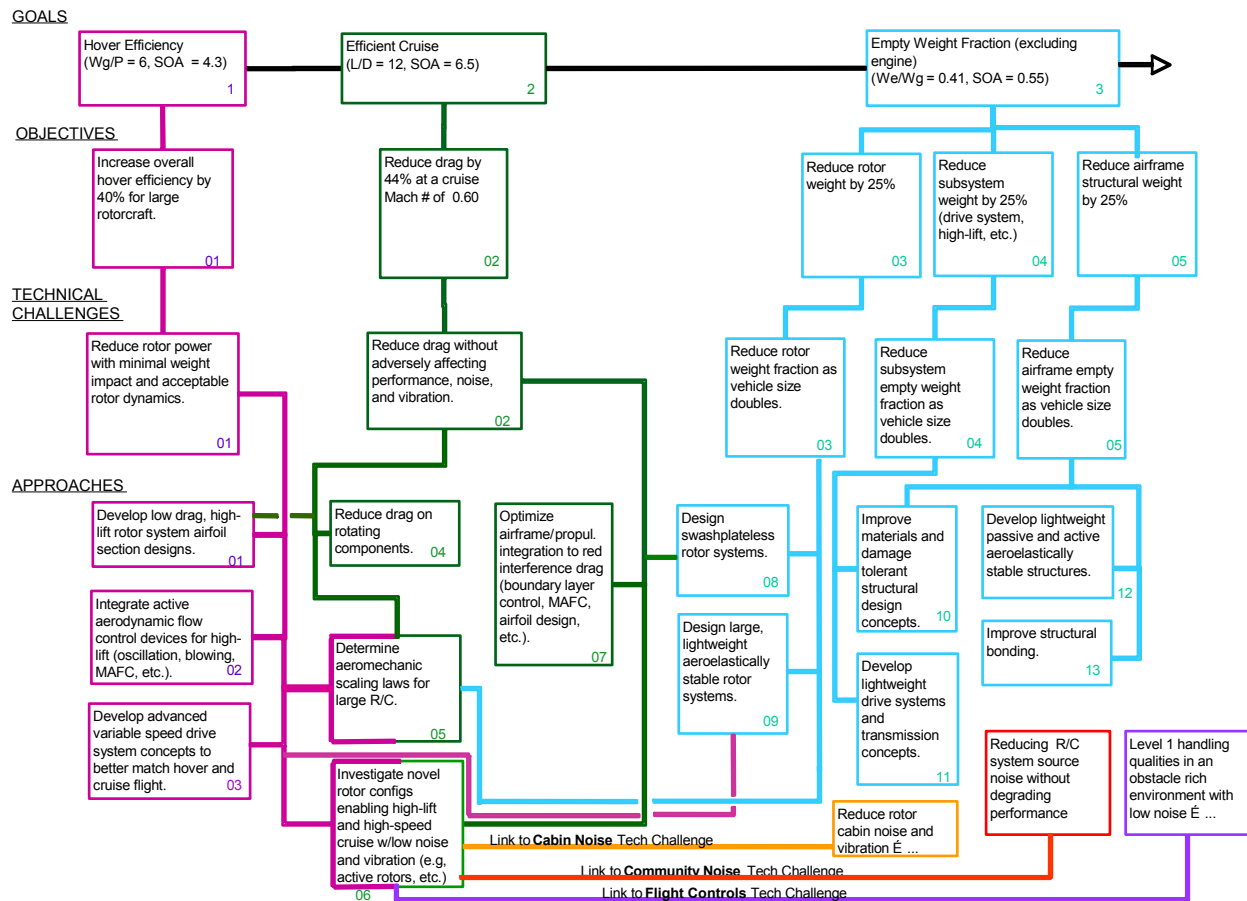 GOALS
Hover Efficiency
(Wg/P = 6, SOA = 4.3)
1
Efficient Cruise
(L/D = 12, SOA = 6.5)
2
Empty Weight Fraction (excluding
engine)
(We/Wg = 0.41, SOA = 0.55)
3
OBJECTIVES
Increase overall
hover efficiency by
40% for large
rotorcraft.
01
Reduce drag by
44% at a cruise
Mach # of 0.60
02
Reduce rotor
weight by 25%
03
Reduce
subsystem
weight by 25%
(drive system,
high-lift, etc.)
04
Reduce airframe
structural weight
by 25%
05
TECHNICAL
CHALLENGES
Reduce rotor power
with minimal weight
impact and acceptable
rotor dynamics.
01
Reduce drag without
adversely affecting
performance, noise,
and vibration.
02
Reduce rotor
weight fraction as
vehicle size
doubles.
03
Reduce
subsystem
empty weight
fraction as
vehicle size
doubles.
04
Reduce
airframe empty
weight fraction
as vehicle size
doubles.
05
APPROACHES
Develop low drag, high-
lift rotor system airfoil
section designs.
01
Reduce drag on
rotating
components.
04
Optimize
airframe/propul.
integration to red
interference drag
(boundary layer
control, MAFC,
airfoil design,
etc.).
07
Design
swashplateless
rotor systems.
08
Improve
materials and
damage
tolerant
structural
design
concepts.
10
Develop lightweight
passive and active
aeroelastically
stable structures.
12
Integrate active
aerodynamic flow
control devices for high-
lift (oscillation, blowing,
MAFC, etc.).
02
Determine
aeromechanic
scaling laws for
large R/C.
05
Design large,
lightweight
aeroelastically
stable rotor
systems.
09
Improve structural
bonding.
13
Develop advanced
variable speed drive
system concepts to
better match hover and
cruise flight.
03
Develop
lightweight
drive systems
and
transmission
concepts.
11
Investigate novel
rotor configs
enabling high-lift
and high-speed
cruise w/low noise
and vibration (e.g,
active rotors, etc.)
06
Reducing R/C
system source
noise without
degrading
performance
Level 1 handling
qualities in an
obstacle rich
environment with
low noise É ...
Reduce rotor
cabin noise and
vibration É ...
Link to Cabin Noise Tech Challenge
Link to Community Noise Tech Challenge
Link to Flight Controls Tech Challenge